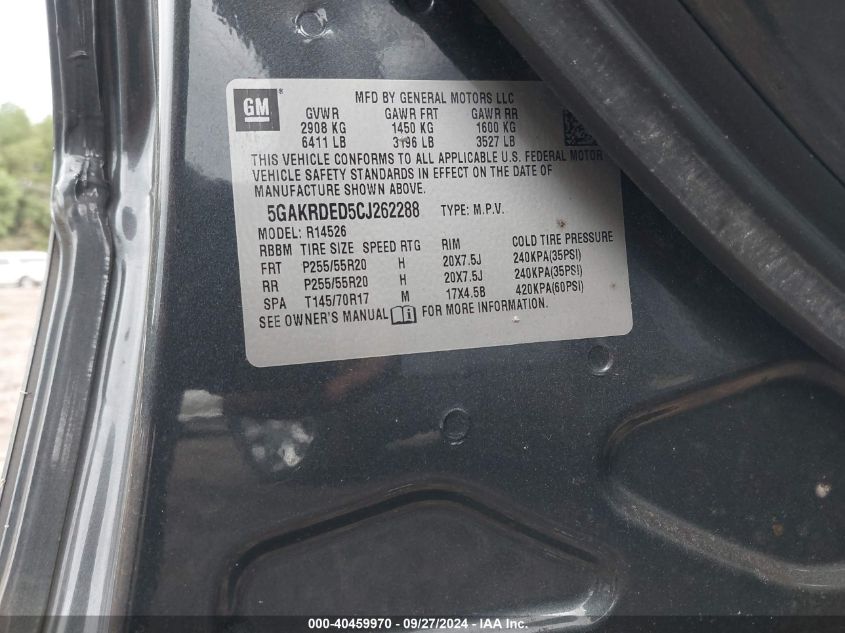 GM ®
MFD BY GENERAL MOTORS LLC
GVWR GAWR FRT GAWR RR
2908 KG 1450 KG 1600 KG
6411 LB 3196 LB 3527 LB
THIS VEHICLE CONFORMS TO ALL APPLICABLE U.S. FEDERAL MOTOR
VEHICLE SAFETY STANDARDS IN EFFECT ON THE DATE OF
MANUFACTURE SHOWN ABOVE.
5GAKRDED5CJ262288 TYPE: M.P.V.
MODEL: R14526
RBBM TIRE SIZE SPEED RTG RIM COLD TIRE PRESSURE
FRT P255/55R20 H 20X7.5J 240KPA(35PSI)
RR P255/55R20 H 20X7.5J 240KPA(35PSI)
SPA T145/70R17 M 17X4.5B 420KPA(60PSI)
SEE OWNER'S MANUAL FOR MORE INFORMATION.
000-40459970 - 09/27/2024 - IAA Inc.